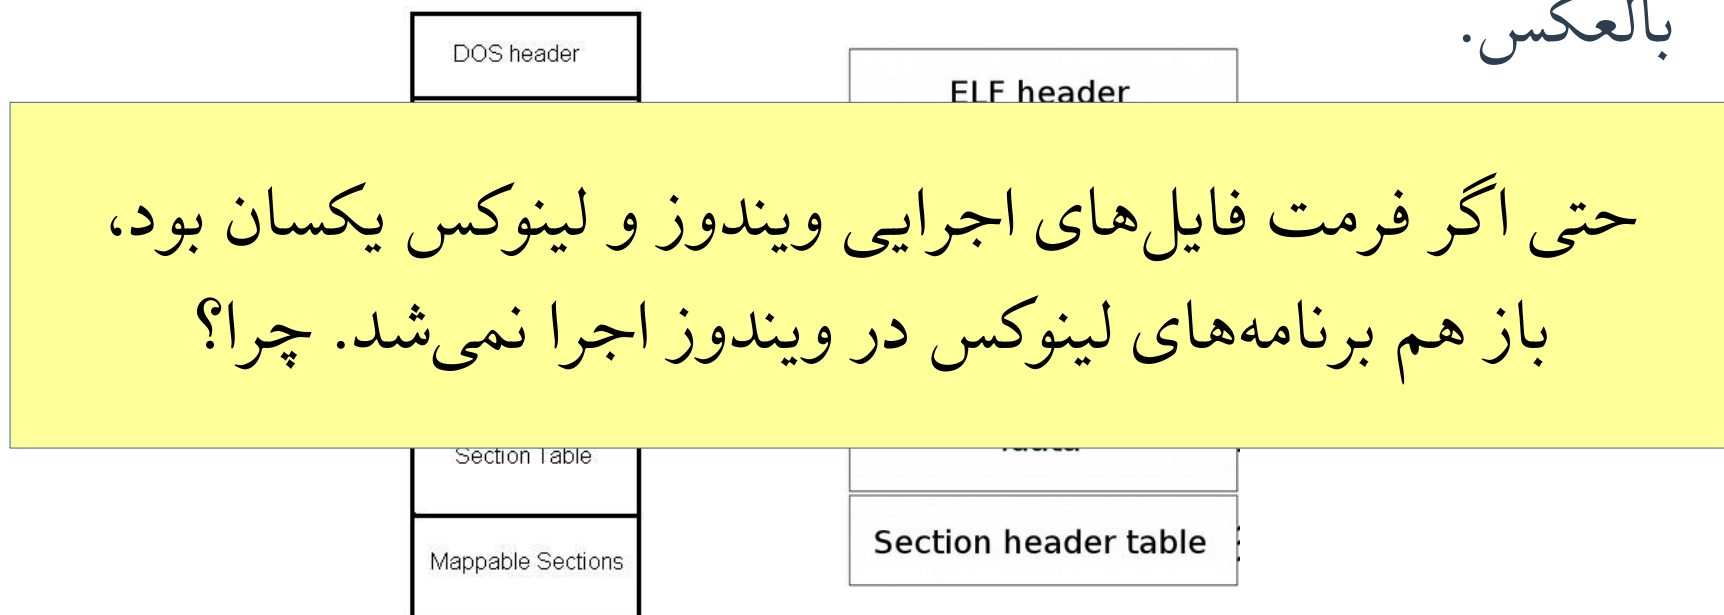 بالعکس.
DOS header
ELF header
حتی اگر فرمت فایل‌های اجرایی ویندوز و لینوکس یکسان بود،
باز هم برنامه‌های لینوکس در ویندوز اجرا نمی‌شد. چرا؟
Section Table
Section header table
Mappable Sections